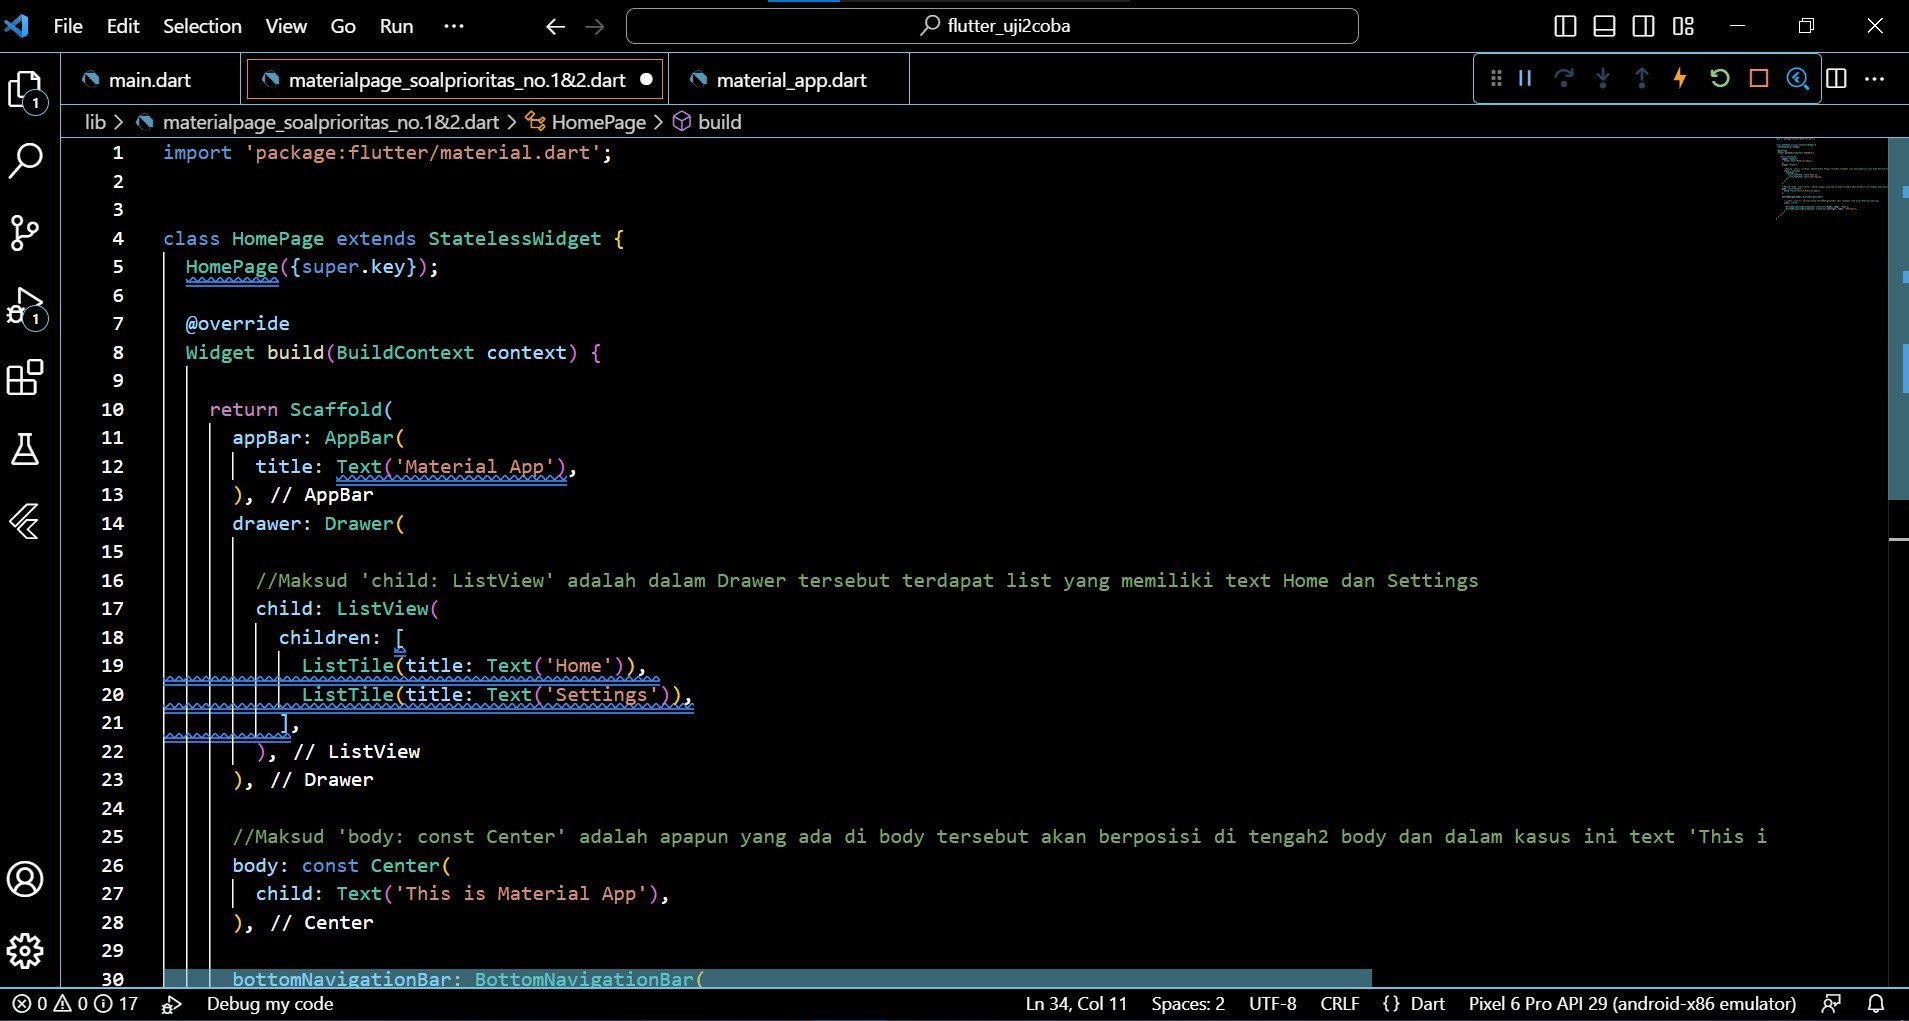 File Edit Selection View Go Run ··· flutter_uji2coba
main.dart materialpage_soalprioritas_no.1&2.dart material_app.dart
lib > materialpage_soalprioritas_no.1&2.dart > HomePage > build
1 import 'package:flutter/material.dart';
2
3
4 class HomePage extends StatelessWidget {
5 HomePage({super.key});
6
7 @override
8 Widget build(BuildContext context) {
9
10 return Scaffold(
11 appBar: AppBar(
12 title: Text('Material App'),
13 ), // AppBar
14 drawer: Drawer(
15
16 //Maksud 'child: ListView' adalah dalam Drawer tersebut terdapat list yang memiliki text Home dan Settings
17 child: ListView(
18 children: [
19 ListTile(title: Text('Home')),
20 ListTile(title: Text('Settings')),
21 ],
22 ), // ListView
23 ), // Drawer
24
25 //Maksud 'body: const Center' adalah apapun yang ada di body tersebut akan berposisi di tengah2 body dan dalam kasus ini text 'This i
26 body: const Center(
27 child: Text('This is Material App'),
28 ), // Center
29
30 bottomNavigationBar: BottomNavigationBar(
1
1
0 0 17 Debug my code Ln 34, Col 11 Spaces: 2 UTF-8 CRLF {} Dart Pixel 6 Pro API 29 (android-x86 emulator)